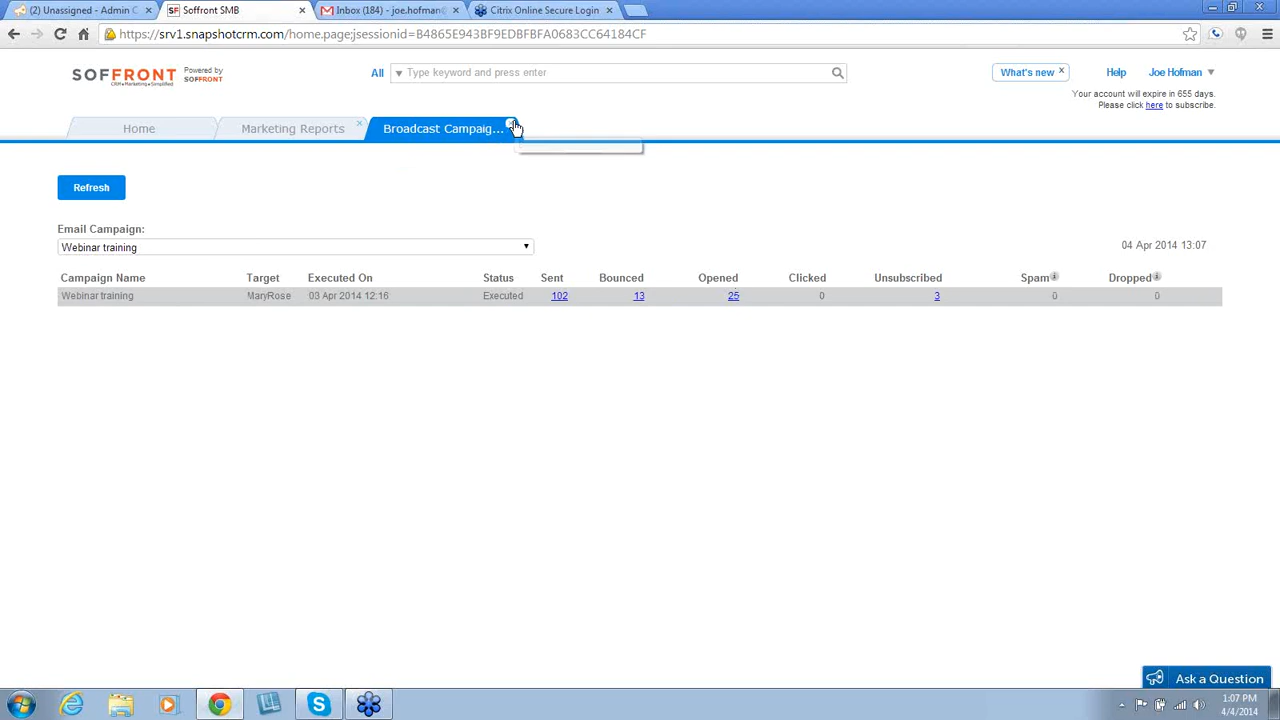 (2) Unassigned - Admin C
Soffront SMB
Inbox (184) - joe.hofman@
Citrix Online Secure Login
https://srv1.snapshotcrm.com/home.page;jsessionid=B4865E943BF9EDBFBFA0683CC64184CF
SOFFRONT
CRM • Marketing • Simplified
Powered by
SOFFRONT
All
Type keyword and press enter
What's new x
Help
Joe Hofman
Your account will expire in 655 days.
Please click here to subscribe.
Home
Marketing Reports
Broadcast Campaig...
Refresh
Email Campaign:
Webinar training
04 Apr 2014 13:07
Campaign Name Target Executed On Status Sent Bounced Opened Clicked Unsubscribed Spam Dropped
Webinar training MaryRose 03 Apr 2014 12:16 Executed 102 13 25 0 3 0 0
Ask a Question
1:07 PM
4/4/2014